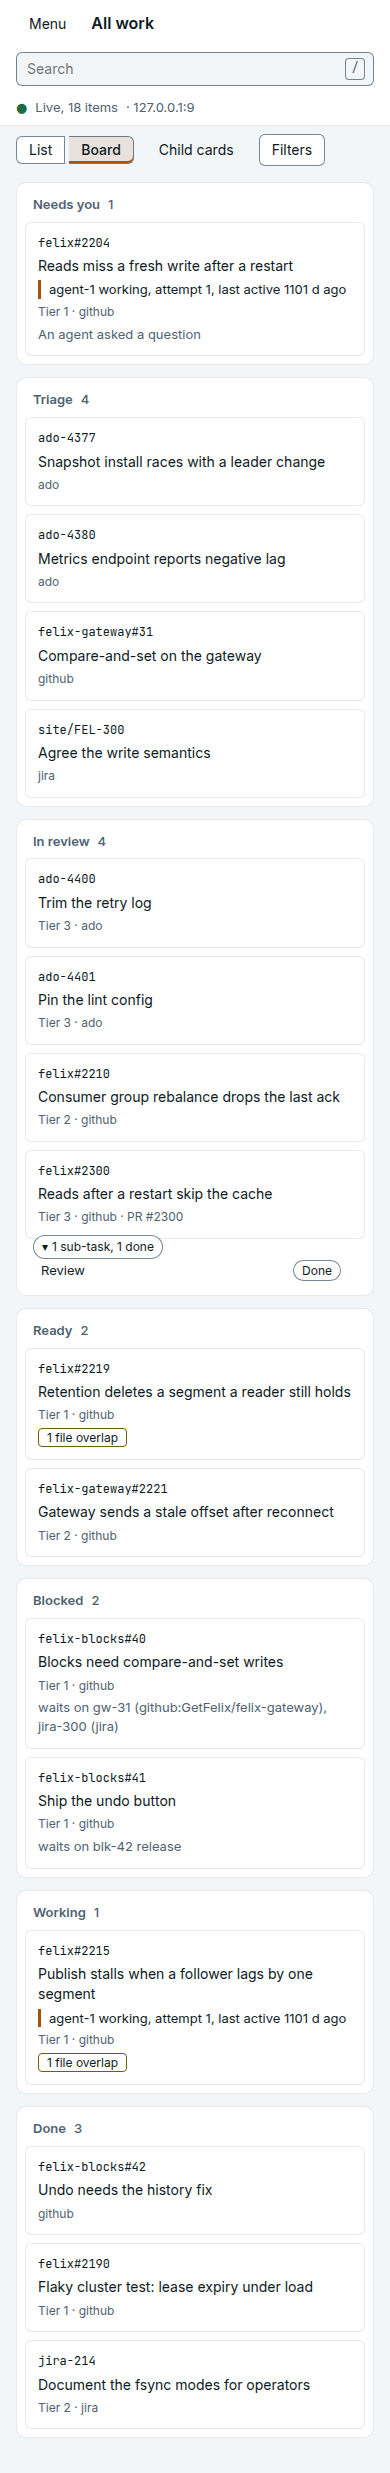 Menu All work
Search /
Live, 18 items · 127.0.0.1:9
List Board Child cards Filters
Needs you 1
felix#2204
Reads miss a fresh write after a restart
agent-1 working, attempt 1, last active 1101 d ago
Tier 1 · github
An agent asked a question
Triage 4
ado-4377
Snapshot install races with a leader change
ado
ado-4380
Metrics endpoint reports negative lag
ado
felix-gateway#31
Compare-and-set on the gateway
github
site/FEL-300
Agree the write semantics
jira
In review 4
ado-4400
Trim the retry log
Tier 3 · ado
ado-4401
Pin the lint config
Tier 3 · ado
felix#2210
Consumer group rebalance drops the last ack
Tier 2 · github
felix#2300
Reads after a restart skip the cache
Tier 3 · github · PR #2300
▾ 1 sub-task, 1 done
Review Done
Ready 2
felix#2219
Retention deletes a segment a reader still holds
Tier 1 · github
1 file overlap
felix-gateway#2221
Gateway sends a stale offset after reconnect
Tier 2 · github
Blocked 2
felix-blocks#40
Blocks need compare-and-set writes
Tier 1 · github
waits on gw-31 (github:GetFelix/felix-gateway),
jira-300 (jira)
felix-blocks#41
Ship the undo button
Tier 1 · github
waits on blk-42 release
Working 1
felix#2215
Publish stalls when a follower lags by one
segment
agent-1 working, attempt 1, last active 1101 d ago
Tier 1 · github
1 file overlap
Done 3
felix-blocks#42
Undo needs the history fix
github
felix#2190
Flaky cluster test: lease expiry under load
Tier 1 · github
jira-214
Document the fsync modes for operators
Tier 2 · jira